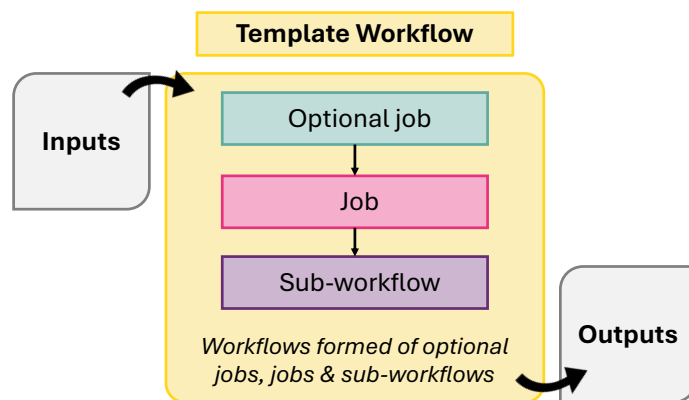 Template Workflow
Inputs
Optional job
Job
Sub-workflow
Workflows formed of optional
jobs, jobs & sub-workflows
Outputs